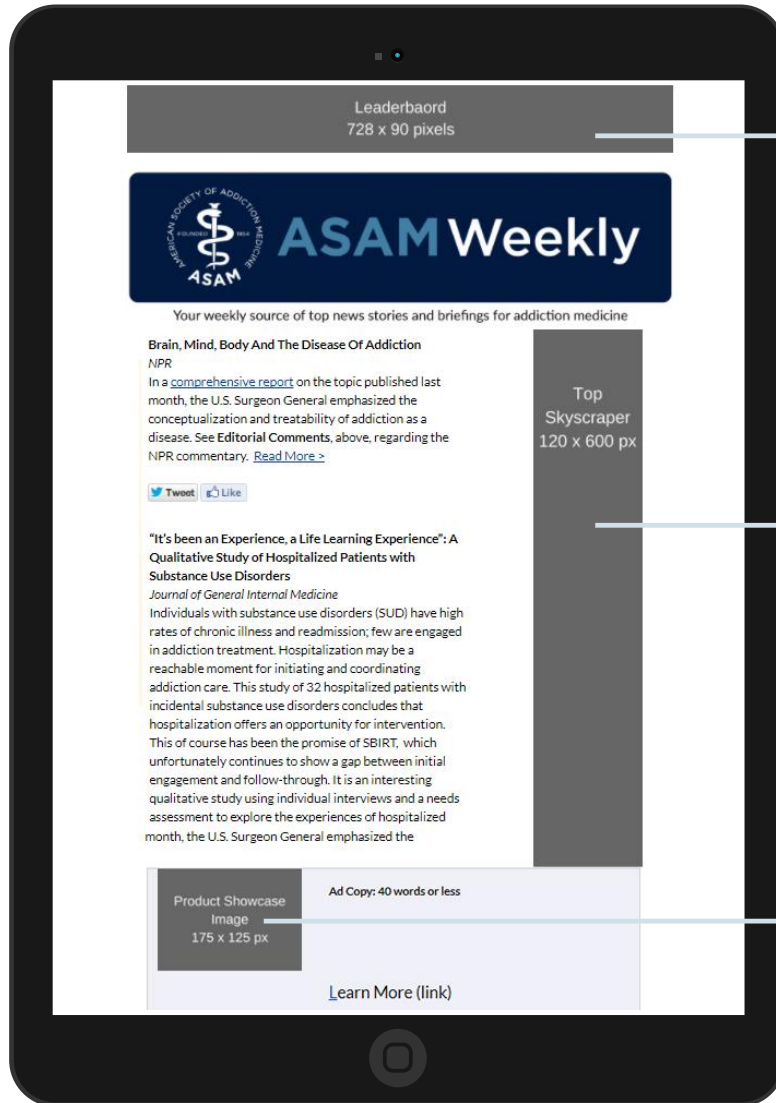 Leaderbaord
728 x 90 pixels
AMERICAN SOCIETY OF ADDICTION MEDICINE
FOUNDED 1954
ASAM
ASAM Weekly
Your weekly source of top news stories and briefings for addiction medicine
Brain, Mind, Body And The Disease Of Addiction
NPR
In a comprehensive report on the topic published last
month, the U.S. Surgeon General emphasized the
conceptualization and treatability of addiction as a
disease. See Editorial Comments, above, regarding the
NPR commentary. Read More >
Tweet Like
Top
Skyscraper
120 x 600 px
“It’s been an Experience, a Life Learning Experience”: A
Qualitative Study of Hospitalized Patients with
Substance Use Disorders
Journal of General Internal Medicine
Individuals with substance use disorders (SUD) have high
rates of chronic illness and readmission; few are engaged
in addiction treatment. Hospitalization may be a
reachable moment for initiating and coordinating
addiction care. This study of 32 hospitalized patients with
incidental substance use disorders concludes that
hospitalization offers an opportunity for intervention.
This of course has been the promise of SBIRT, which
unfortunately continues to show a gap between initial
engagement and follow-through. It is an interesting
qualitative study using individual interviews and a needs
assessment to explore the experiences of hospitalized
month, the U.S. Surgeon General emphasized the
Product Showcase
Image
175 x 125 px
Ad Copy: 40 words or less
Learn More (link)